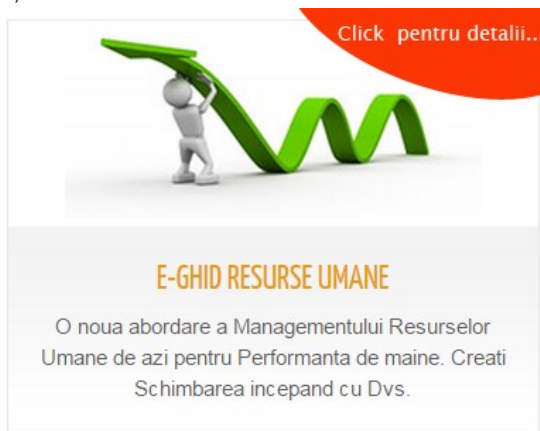 Click pentru detalii...
E-GHID RESURSE UMANE
O noua abordare a Managementului Resurselor
Umane de azi pentru Performanta de maine. Creati
Schimbarea incepand cu Dvs.